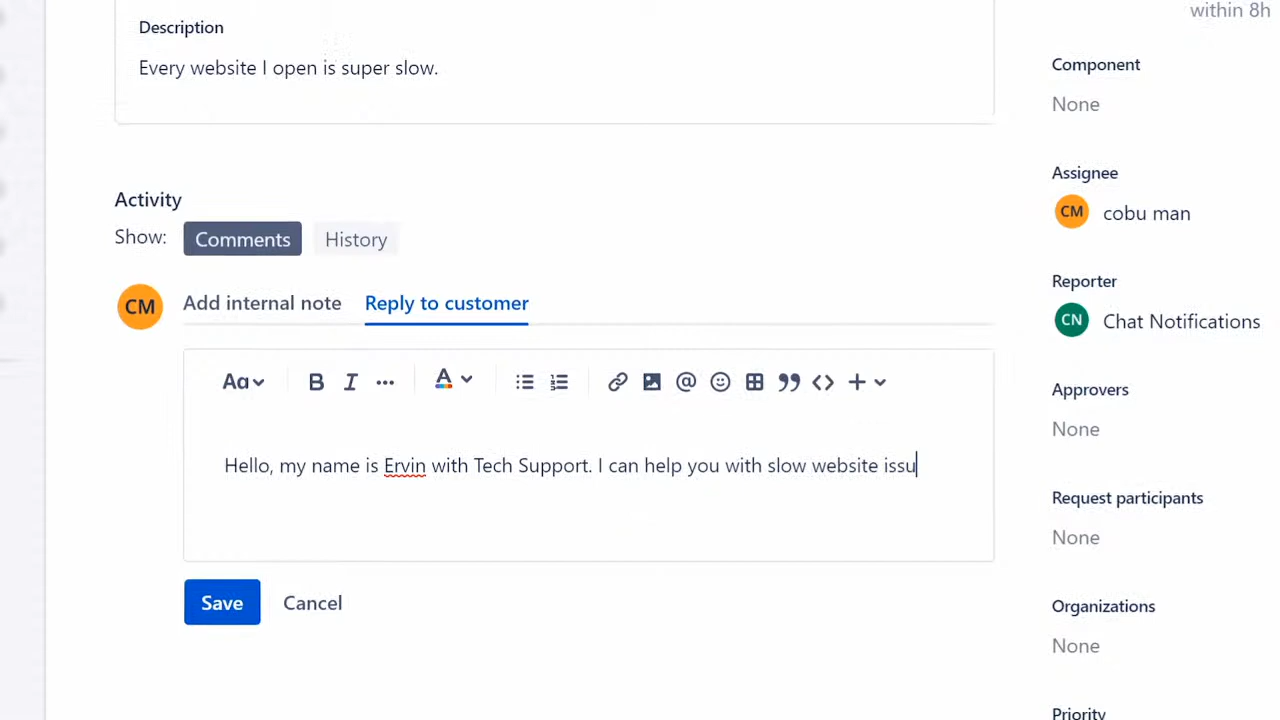 within 8h
Description
Every website I open is super slow.
Component
None
Activity
Show: Comments History
Assignee
CM cobu man
CM Add internal note Reply to customer
Reporter
CN Chat Notifications
Aa B I ... A
Approvers
None
Hello, my name is Ervin with Tech Support. I can help you with slow website issu
Request participants
None
Save Cancel
Organizations
None
Priority